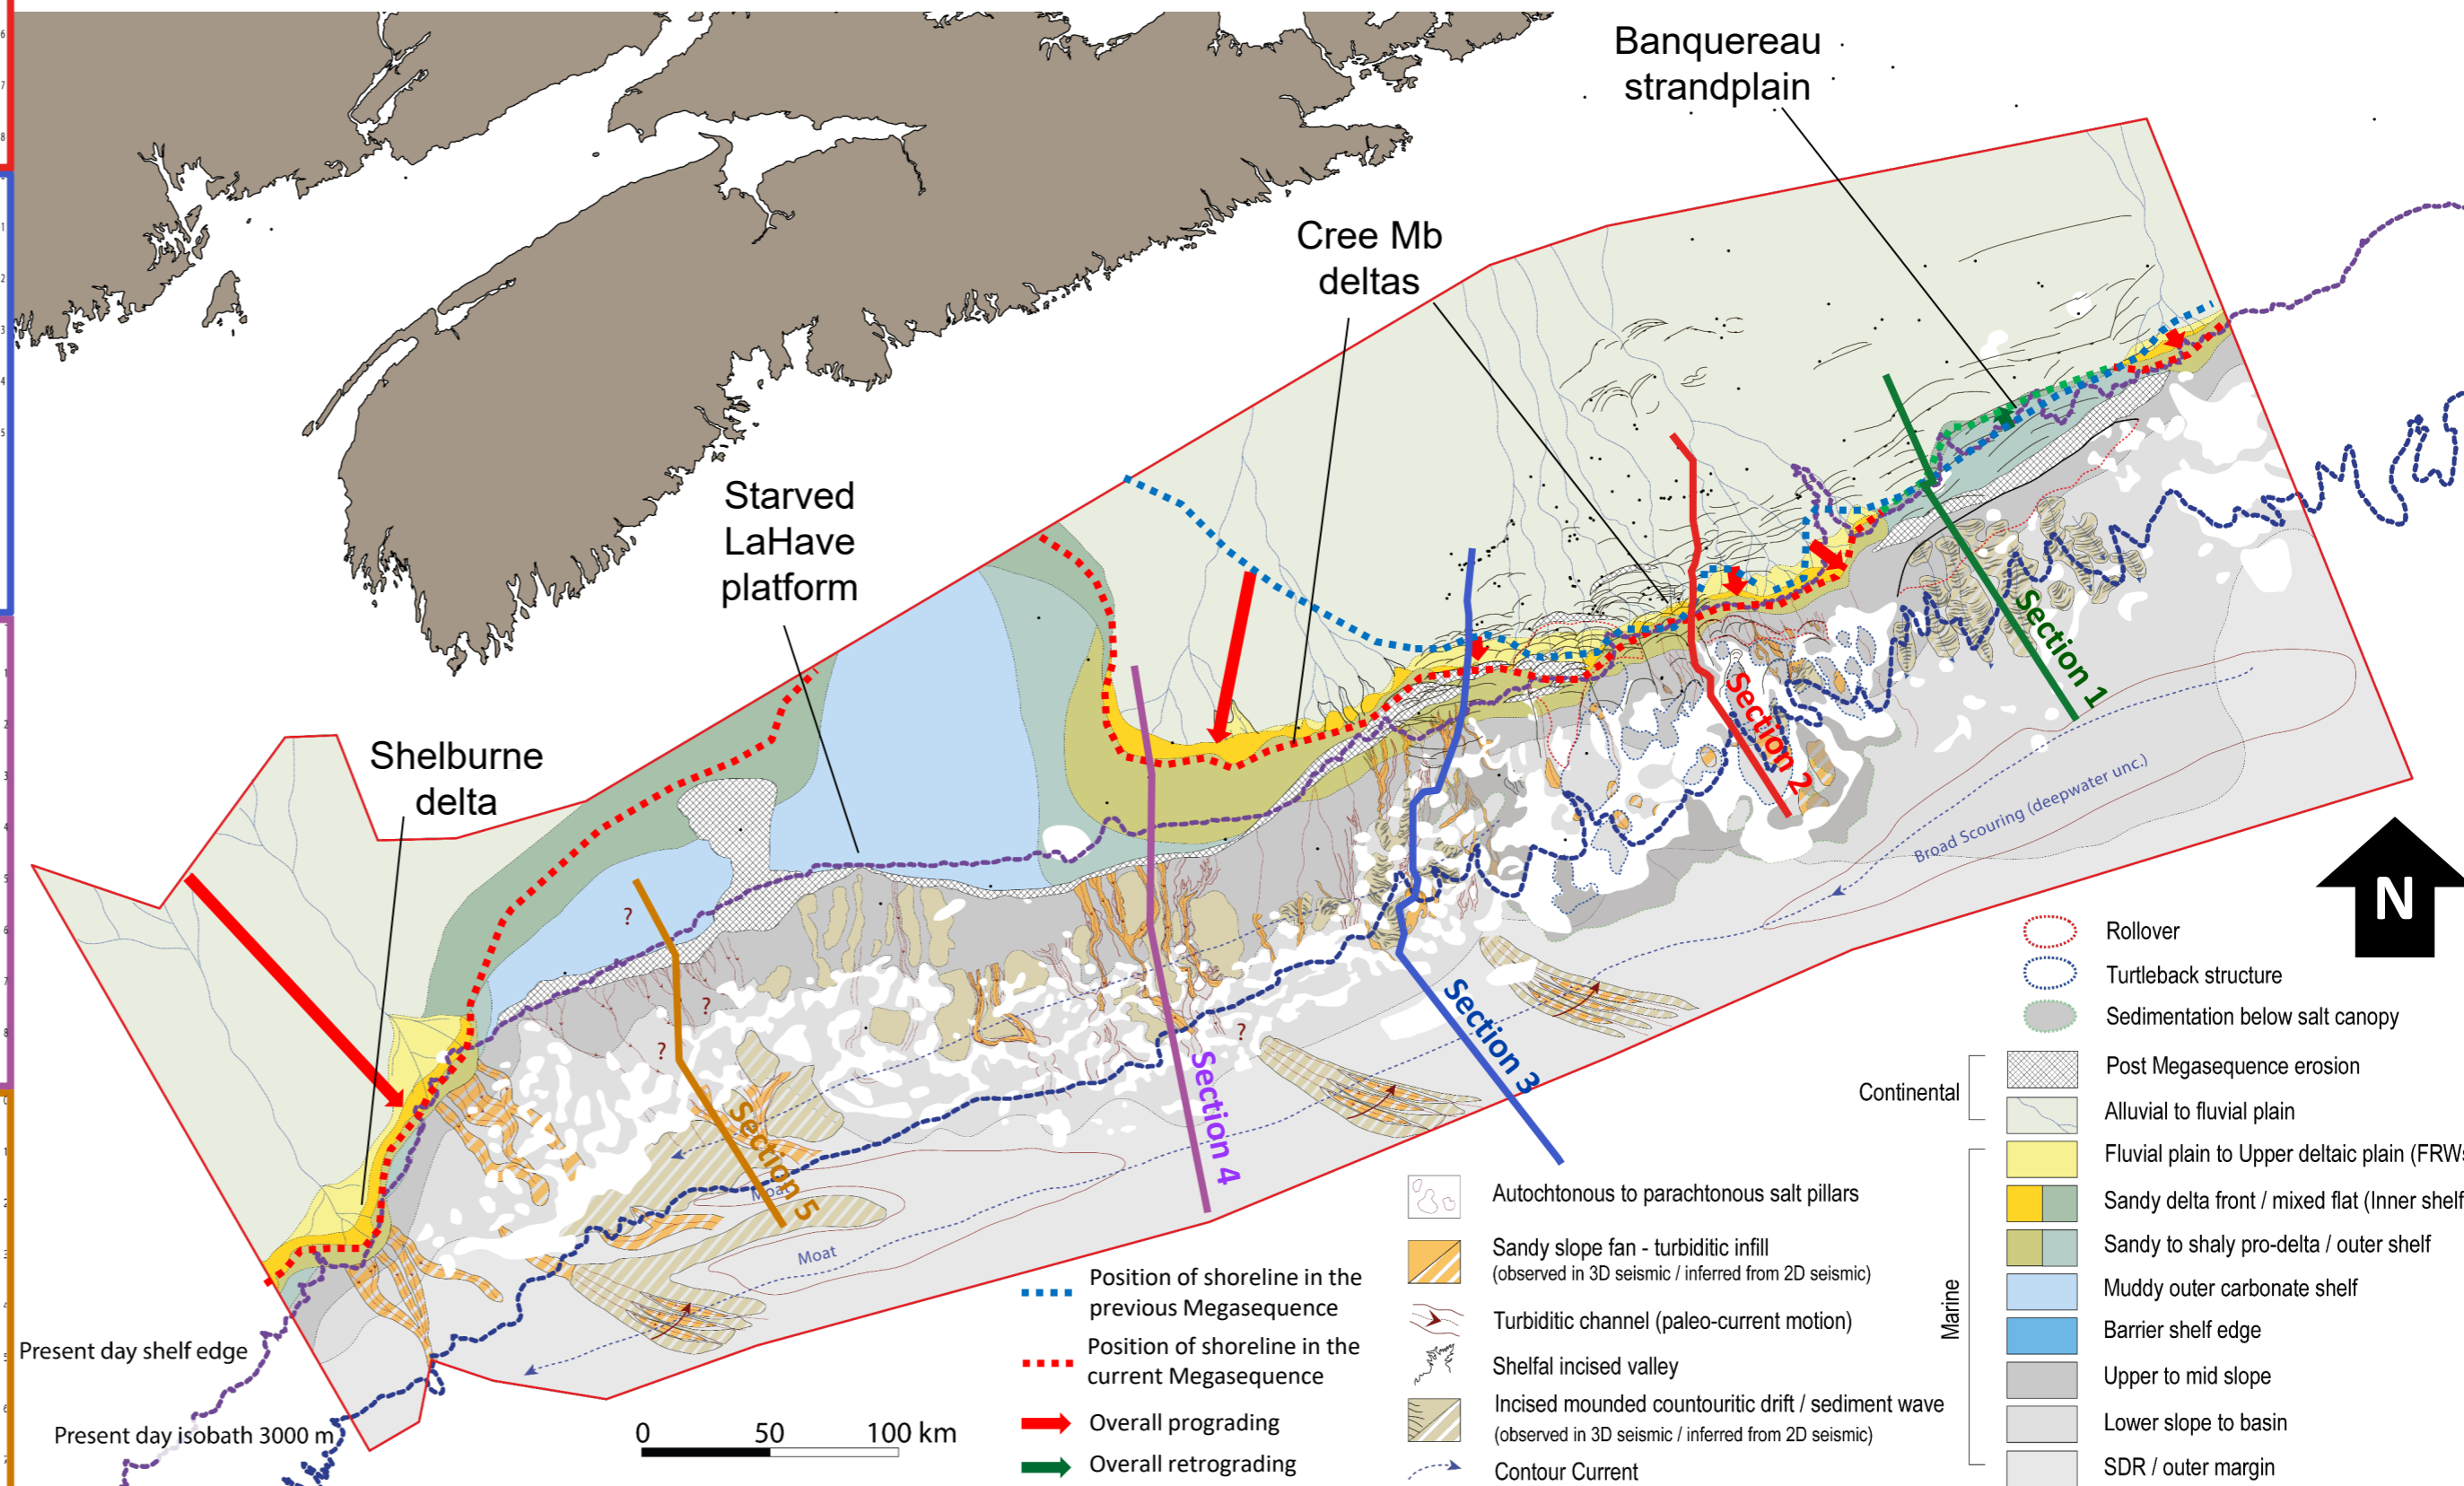 Banquereau
strandplain
Cree Mb
deltas
Starved
LaHave
platform
Shelburne
delta
Section 1
Section 2
Section 3
Section 4
Section 5
Broad Scouring (deepwater unc.)
N
?
?
?
?
Moat
Moat
Present day shelf edge
Present day isobath 3000 m
0 50 100 km
Position of shoreline in the
previous Megasequence
Position of shoreline in the
current Megasequence
Overall prograding
Overall retrograding
Autochtonous to parachtonous salt pillars
Sandy slope fan - turbiditic infill
(observed in 3D seismic / inferred from 2D seismic)
Turbiditic channel (paleo-current motion)
Shelfal incised valley
Incised mounded countouritic drift / sediment wave
(observed in 3D seismic / inferred from 2D seismic)
Contour Current
Rollover
Turtleback structure
Sedimentation below salt canopy
Continental
Post Megasequence erosion
Alluvial to fluvial plain
Marine
Fluvial plain to Upper deltaic plain (FRWs
Sandy delta front / mixed flat (Inner shelf
Sandy to shaly pro-delta / outer shelf
Muddy outer carbonate shelf
Barrier shelf edge
Upper to mid slope
Lower slope to basin
SDR / outer margin